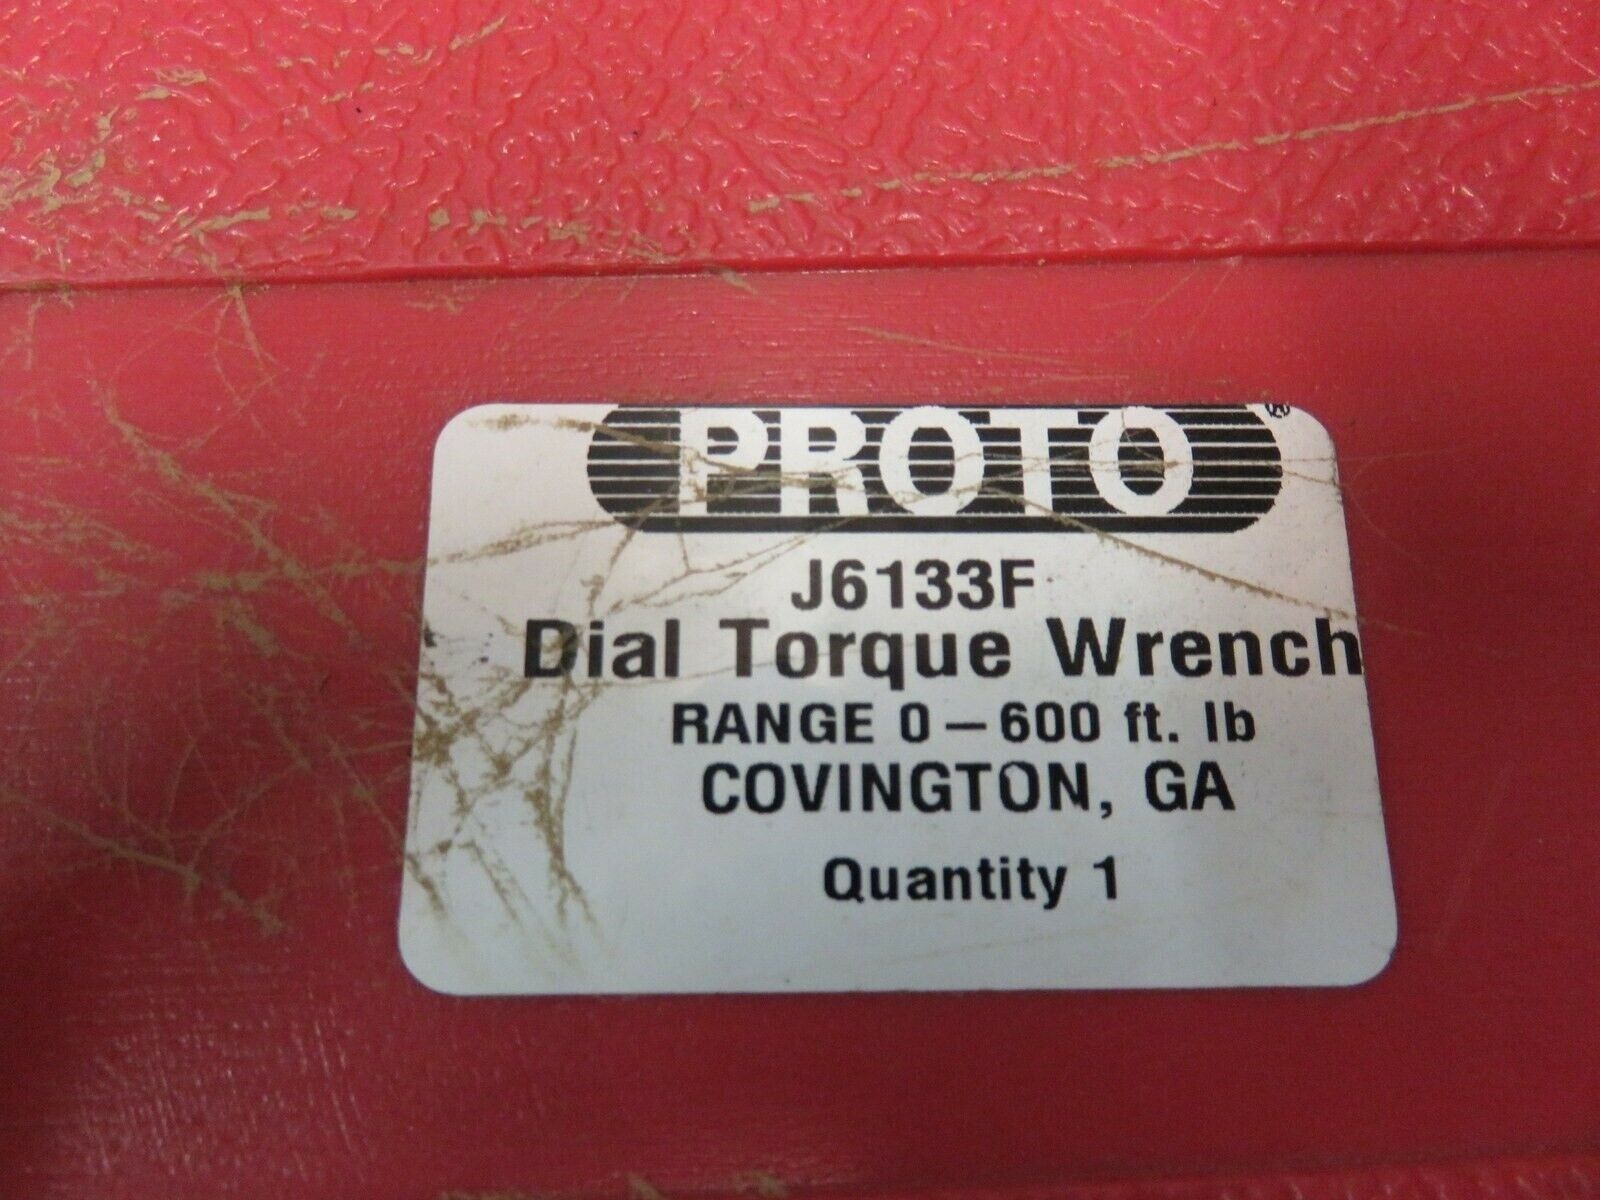 PROTO®
J6133F
Dial Torque Wrench
RANGE 0-600 ft. lb
COVINGTON, GA
Quantity 1